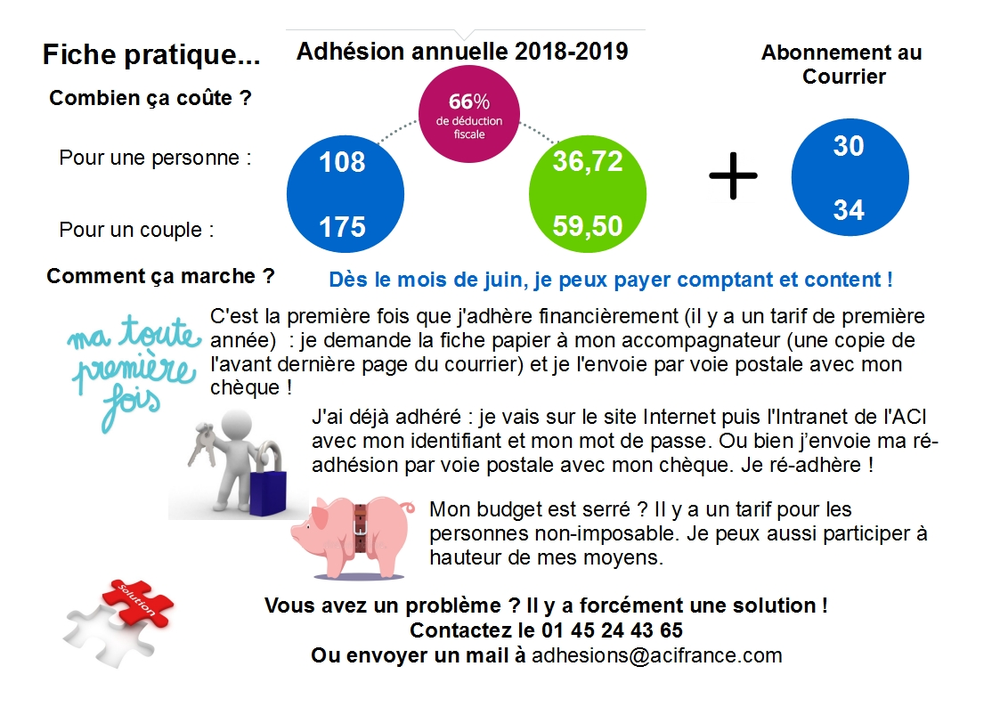 Fiche pratique...
Adhésion annuelle 2018-2019
Abonnement au
Courrier
Combien ça coûte ?
66%
de déduction
fiscale
Pour une personne :
108
36,72
30
Pour un couple :
175
59,50
34
Comment ça marche ?
Dès le mois de juin, je peux payer comptant et content !
ma toute
première
fois
C'est la première fois que j'adhère financièrement (il y a un tarif de première
année)  : je demande la fiche papier à mon accompagnateur (une copie de
l'avant dernière page du courrier) et je l'envoie par voie postale avec mon
chèque !
J'ai déjà adhéré : je vais sur le site Internet puis l'Intranet de l'ACI
avec mon identifiant et mon mot de passe. Ou bien j’envoie ma ré-
adhésion par voie postale avec mon chèque. Je ré-adhère !
Mon budget est serré ? Il y a un tarif pour les
personnes non-imposable. Je peux aussi participer à
hauteur de mes moyens.
Solution
Vous avez un problème ? Il y a forcément une solution !
Contactez le 01 45 24 43 65
Ou envoyer un mail à adhesions@acifrance.com